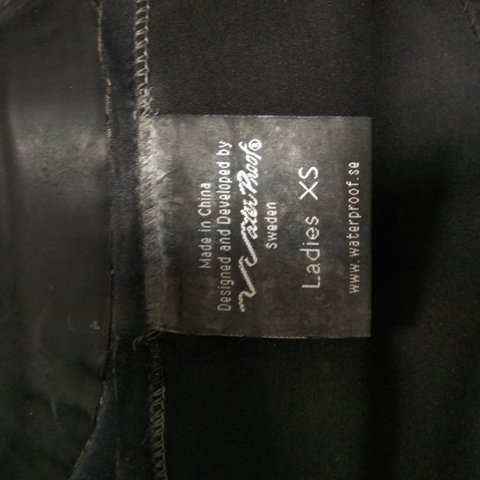 Made in China
Designed and Developed by
WaterProof®
Sweden
Ladies XS
www.waterproof.se